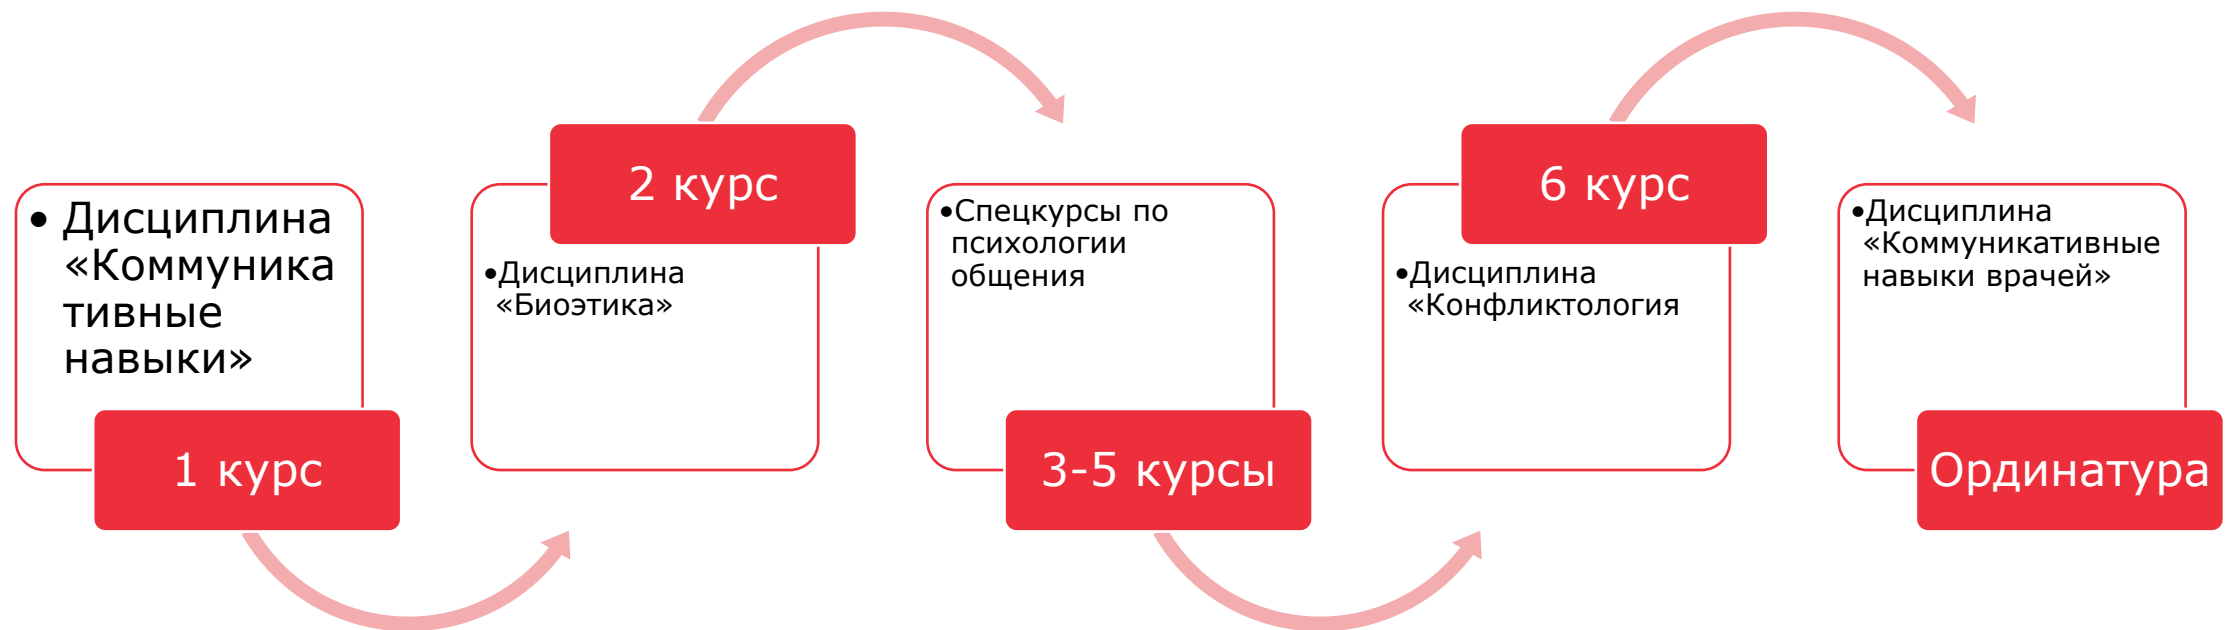 • Дисциплина
«Коммуника
тивные
навыки»
1 курс
2 курс
•Дисциплина
«Биоэтика»
•Спецкурсы по
психологии
общения
3-5 курсы
6 курс
•Дисциплина
«Конфликтология
•Дисциплина
«Коммуникативные
навыки врачей»
Ординатура